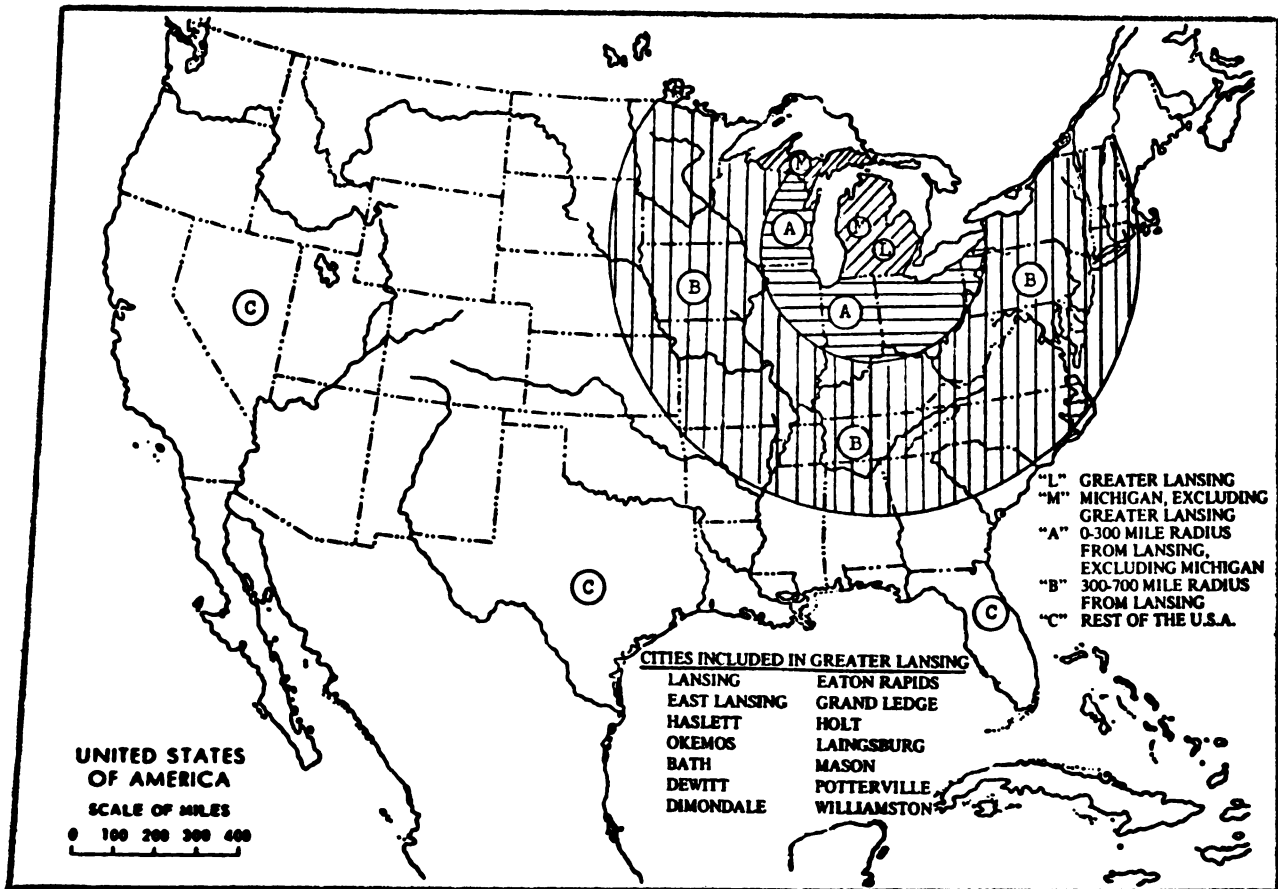 M
A
M
L
B
B
C
A
B
C
C
"L" GREATER LANSING
"M" MICHIGAN, EXCLUDING
GREATER LANSING
"A" 0-300 MILE RADIUS
FROM LANSING,
EXCLUDING MICHIGAN
"B" 300-700 MILE RADIUS
FROM LANSING
"C" REST OF THE U.S.A.
CITIES INCLUDED IN GREATER LANSING
LANSING EATON RAPIDS
EAST LANSING GRAND LEDGE
HASLETT HOLT
OKEMOS LAINGSBURG
BATH MASON
DEWITT POTTERVILLE
DIMONDALE WILLIAMSTON
UNITED STATES
OF AMERICA
SCALE OF MILES
0 100 200 300 400